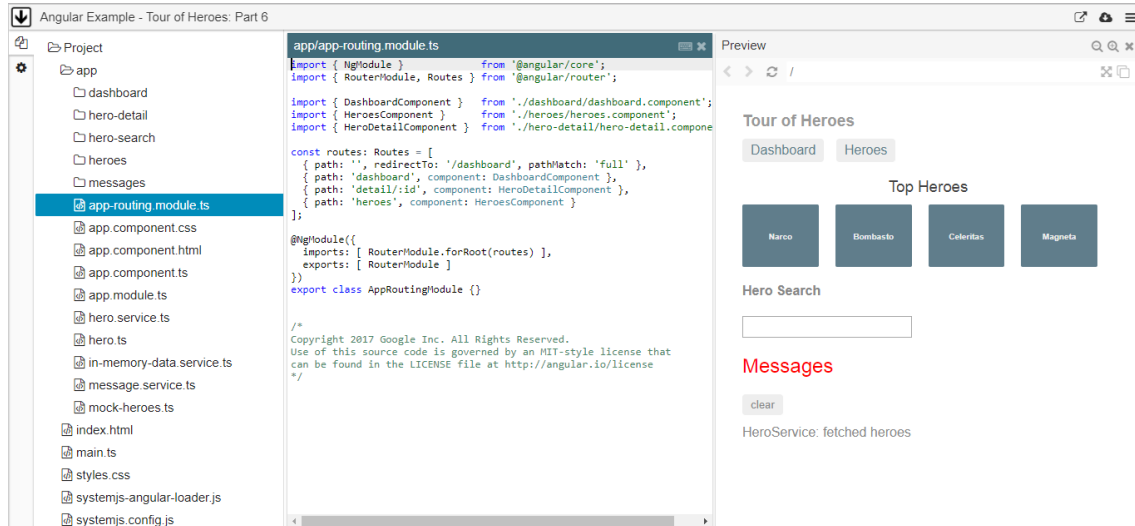 Angular Example - Tour of Heroes: Part 6
Project
app
dashboard
hero-detail
hero-search
heroes
messages
app-routing.module.ts
app.component.css
app.component.html
app.component.ts
app.module.ts
hero.service.ts
hero.ts
in-memory-data.service.ts
message.service.ts
mock-heroes.ts
index.html
main.ts
styles.css
systemjs-angular-loader.js
systemjs.config.js
app/app-routing.module.ts
import { NgModule }             from '@angular/core';
import { RouterModule, Routes } from '@angular/router';
import { DashboardComponent }   from './dashboard/dashboard.component';
import { HeroesComponent }      from './heroes/heroes.component';
import { HeroDetailComponent }  from './hero-detail/hero-detail.compone
const routes: Routes = [
  { path: '', redirectTo: '/dashboard', pathMatch: 'full' },
  { path: 'dashboard', component: DashboardComponent },
  { path: 'detail/:id', component: HeroDetailComponent },
  { path: 'heroes', component: HeroesComponent }
];
@NgModule({
  imports: [ RouterModule.forRoot(routes) ],
  exports: [ RouterModule ]
})
export class AppRoutingModule {}
/*
Copyright 2017 Google Inc. All Rights Reserved.
Use of this source code is governed by an MIT-style license that
can be found in the LICENSE file at http://angular.io/license
*/
Preview
/
Tour of Heroes
Dashboard Heroes
Top Heroes
Narco Bombasto Celeritas Magneta
Hero Search
Messages
clear
HeroService: fetched heroes